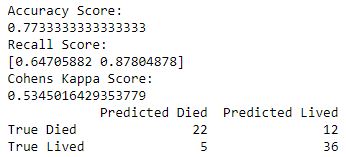 Accuracy Score:
0.7733333333333333
Recall Score:
[0.64705882 0.87804878]
Cohens Kappa Score:
0.5345016429353779
Predicted Died Predicted Lived
True Died 22 12
True Lived 5 36